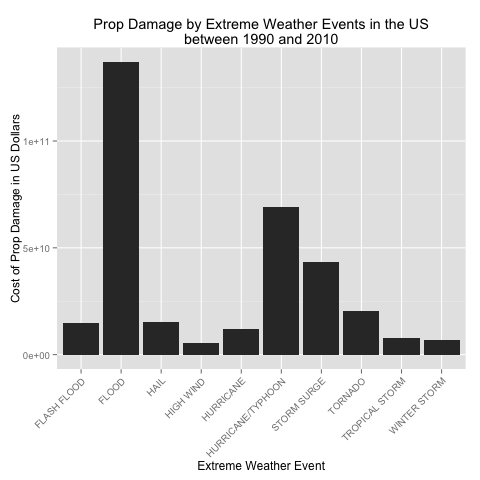 Prop Damage by Extreme Weather Events in the US
between 1990 and 2010
Cost of Prop Damage in US Dollars
1e+11
5e+10
0e+00
FLASH FLOOD
FLOOD
HAIL
HIGH WIND
HURRICANE
HURRICANE/TYPHOON
STORM SURGE
TORNADO
TROPICAL STORM
WINTER STORM
Extreme Weather Event